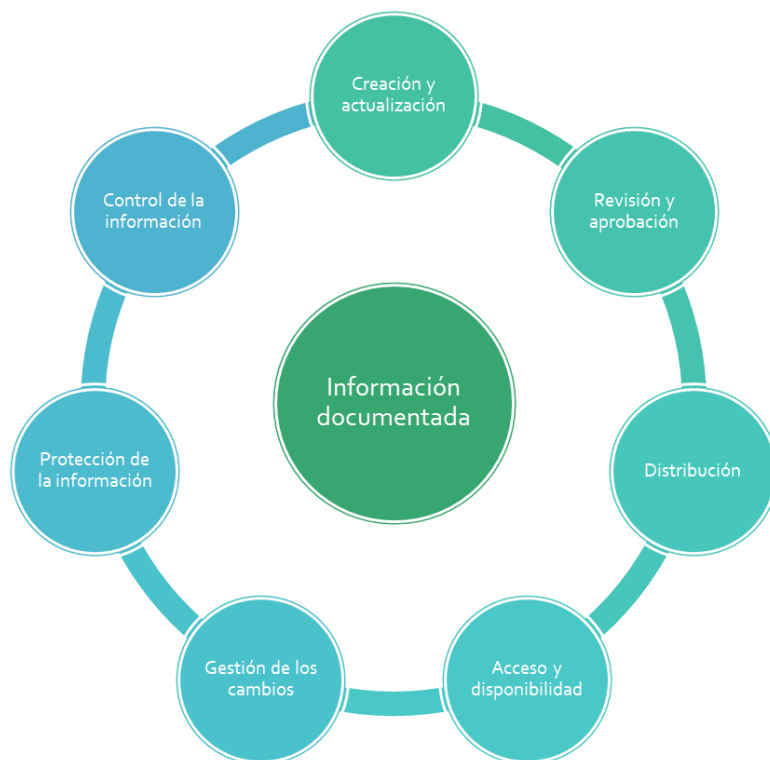 Creación y
actualización
Revisión y
aprobación
Distribución
Acceso y
disponibilidad
Gestión de los
cambios
Protección de
la información
Control de la
información
Información
documentada